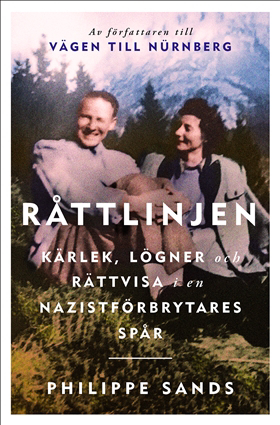 Av författaren till
VÄGEN TILL NÜRNBERG
RÅTTLINJEN
KÄRLEK, LÖGNER och
RÄTTVISA i en
NAZISTFÖRBRYTARES
SPÅR
PHILIPPE SANDS